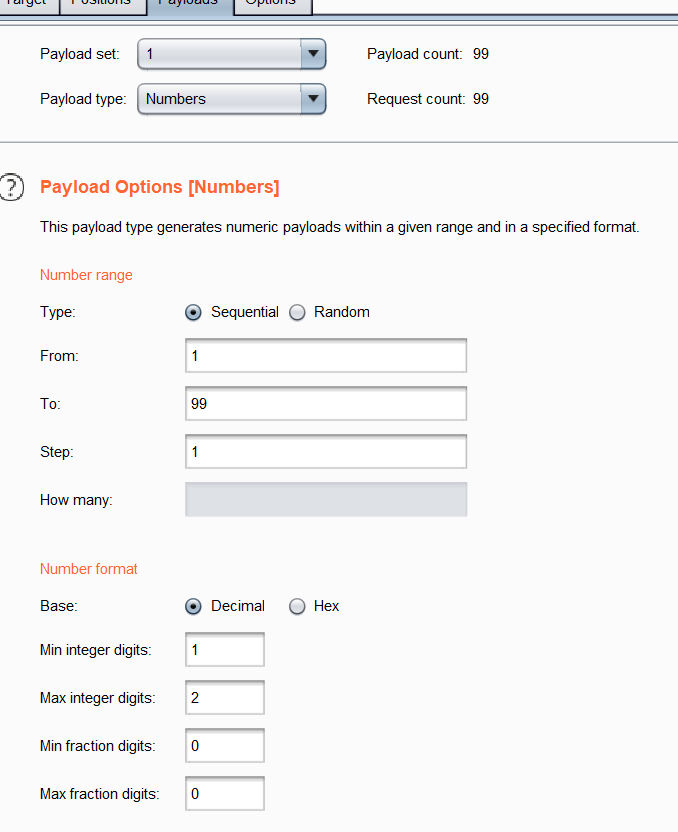 Target Positions Payloads Options
Payload set: 1 Payload count: 99
Payload type: Numbers Request count: 99
? Payload Options [Numbers]
This payload type generates numeric payloads within a given range and in a specified format.
Number range
Type: Sequential Random
From: 1
To: 99
Step: 1
How many:
Number format
Base: Decimal Hex
Min integer digits: 1
Max integer digits: 2
Min fraction digits: 0
Max fraction digits: 0